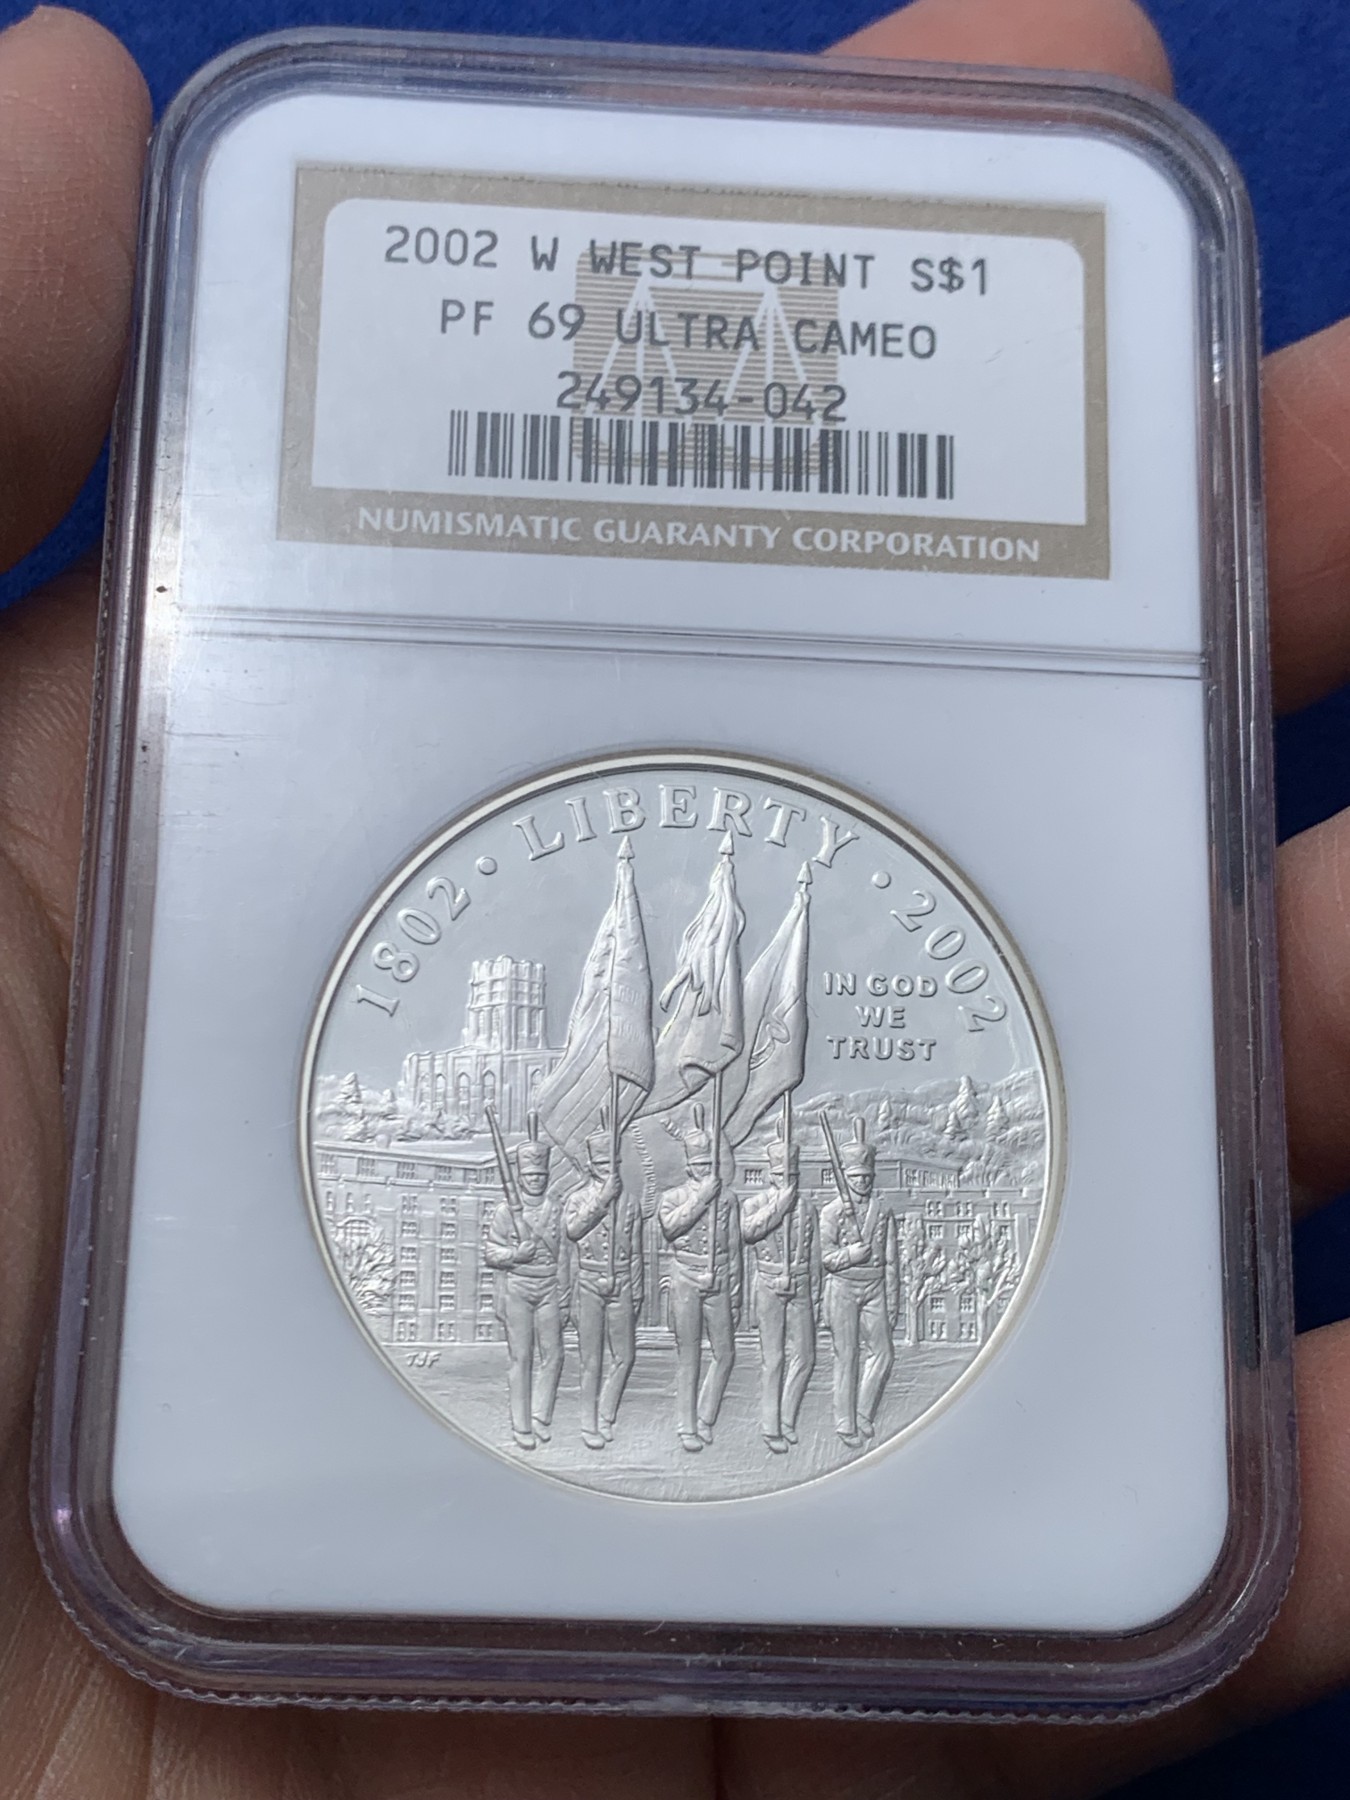 2002 W WEST POINT S$1
PF 69 ULTRA CAMEO
249134-042
NUMISMATIC GUARANTY CORPORATION
1802 · LIBERTY · 2002
IN GOD
WE
TRUST
TJF